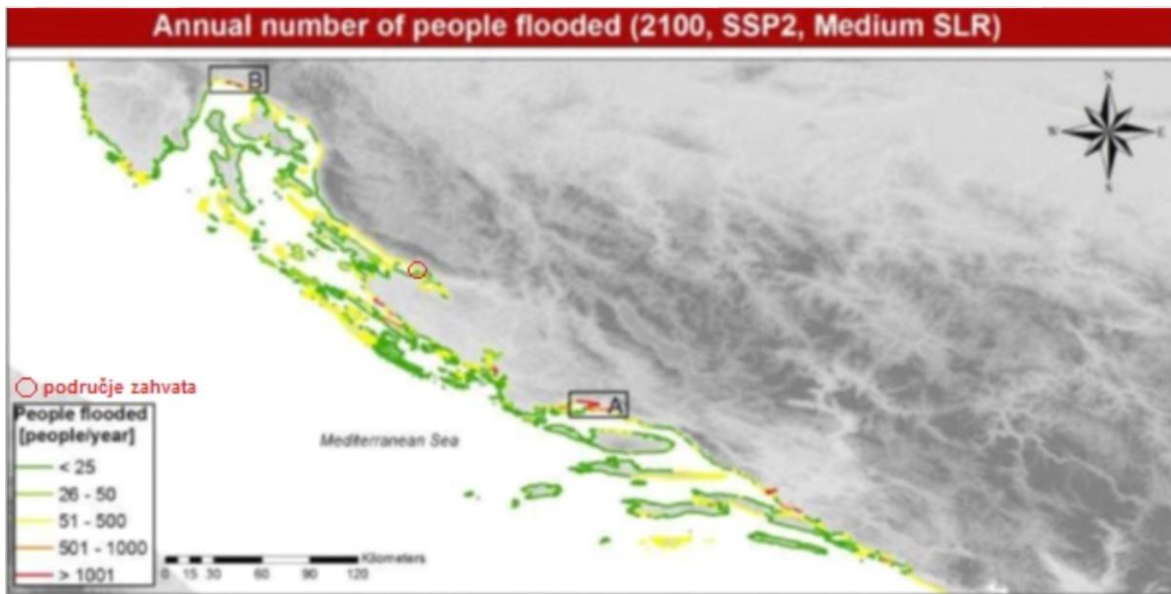 Annual number of people flooded (2100, SSP2, Medium SLR)
B
N
W
E
S
područje zahvata
A
People flooded
[people/year]
< 25
26 - 50
51 - 500
501 - 1000
> 1001
Mediterranean Sea
Kilometers
0 15 30 60 90 120